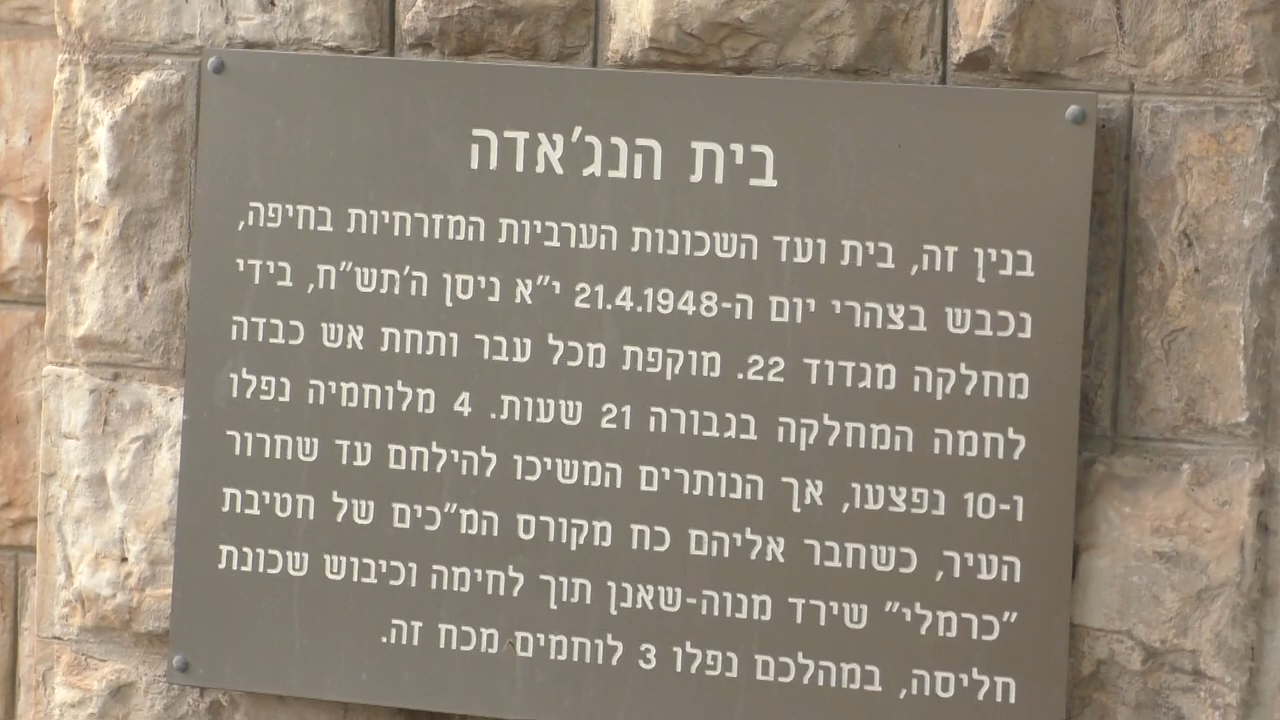 בית הנג'אדה
בנין זה, בית ועד השכונות הערביות המזרחיות בחיפה,
נכבש בצהרי יום ה-21.4.1948 י"א ניסן ה'תש"ח, בידי
מחלקה מגדוד 22. מוקפת מכל עבר ותחת אש כבדה
לחמה המחלקה בגבורה 21 שעות. 4 מלוחמיה נפלו
ו-10 נפצעו, אך הנותרים המשיכו להילחם עד שחרור
העיר, כשחבר אליהם כח מקורס המ"כים של חטיבת
"כרמלי" שירד מנוה-שאנן תוך לחימה וכיבוש שכונת
חליסה, במהלכם נפלו 3 לוחמים מכח זה.